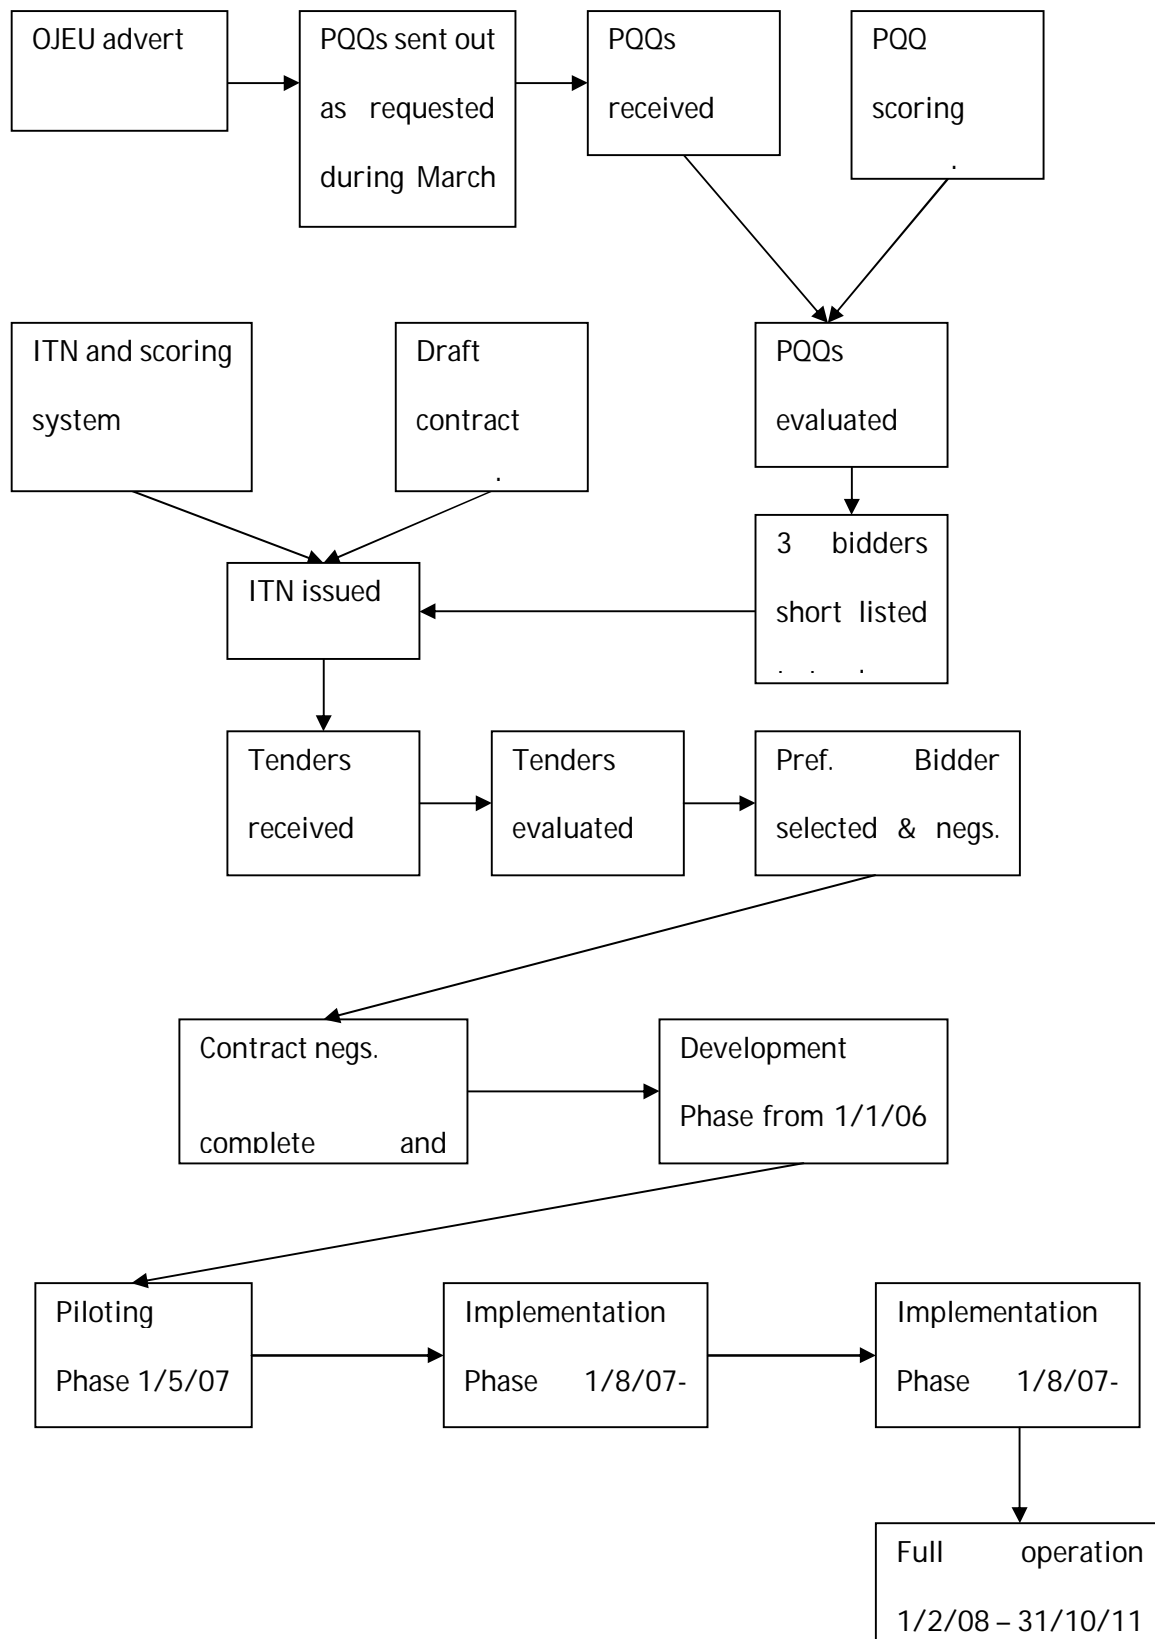 OJEU advert
PQQs sent out
as requested
during March
PQQs
received
PQQ
scoring
ITN and scoring
system
Draft
contract
PQQs
evaluated
3 bidders
short listed
ITN issued
Tenders
received
Tenders
evaluated
Pref. Bidder
selected & negs.
Contract negs.
complete and
Development
Phase from 1/1/06
Piloting
Phase 1/5/07
Implementation
Phase 1/8/07-
Implementation
Phase 1/8/07-
Full operation
1/2/08 – 31/10/11